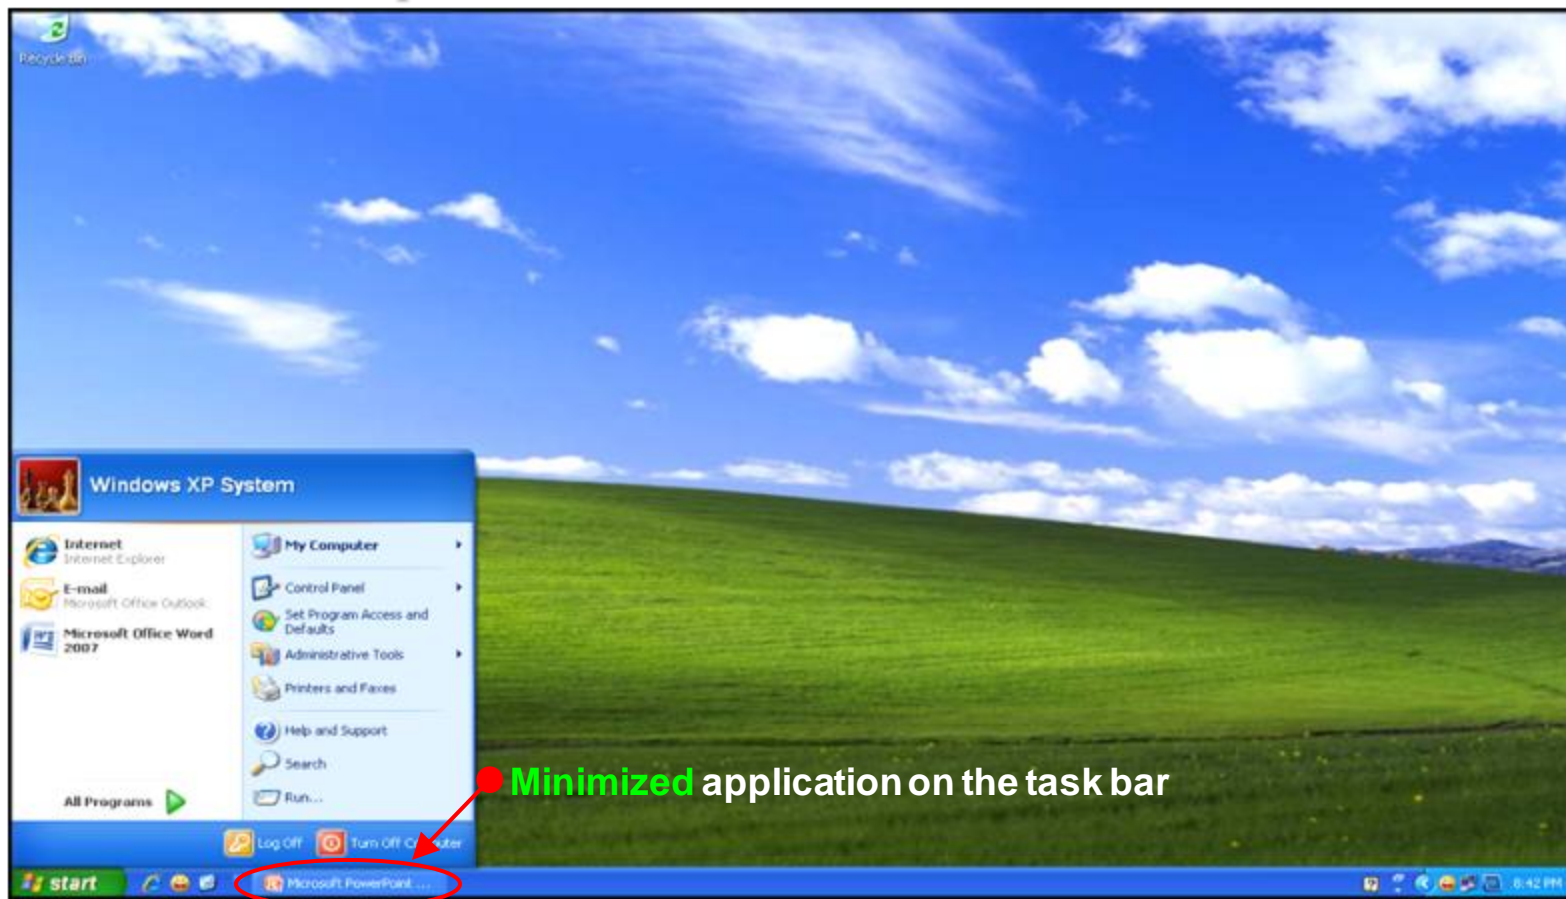 Recycle Bin
Windows XP System
Internet
Internet Explorer
E-mail
Microsoft Office Outlook
Microsoft Office Word
2007
All Programs
My Computer
Control Panel
Set Program Access and
Defaults
Administrative Tools
Printers and Faxes
Help and Support
Search
Run...
Minimized application on the task bar
Log Off
Turn Off Computer
start
Microsoft PowerPoint ...
8:42 PM